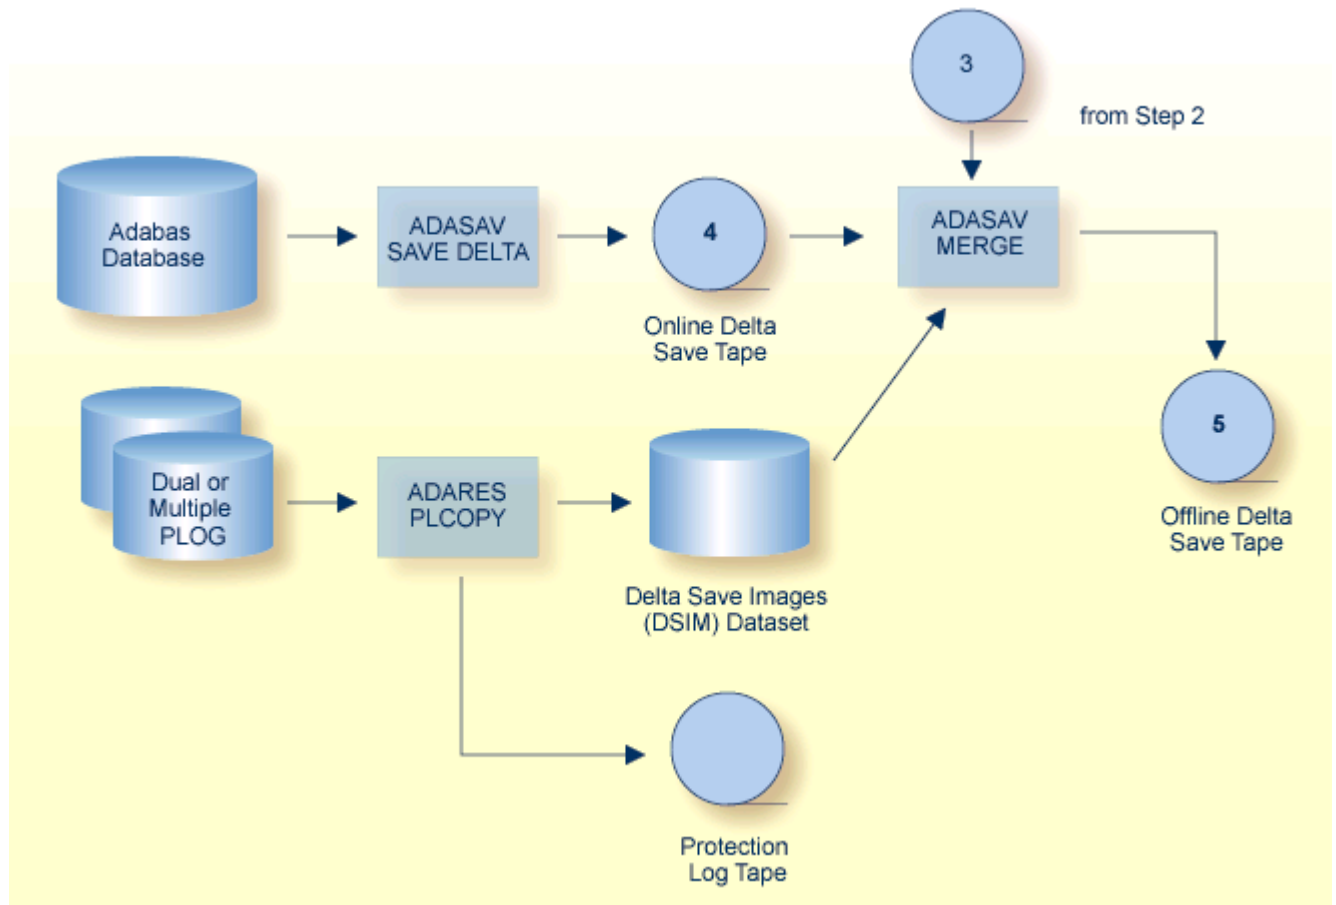 3
from Step 2
Adabas
Database
ADASAV
SAVE DELTA
4
ADASAV
MERGE
Online Delta
Save Tape
5
Offline Delta
Save Tape
Dual or
Multiple
PLOG
ADARES
PLCOPY
Delta Save Images
(DSIM) Dataset
Protection
Log Tape